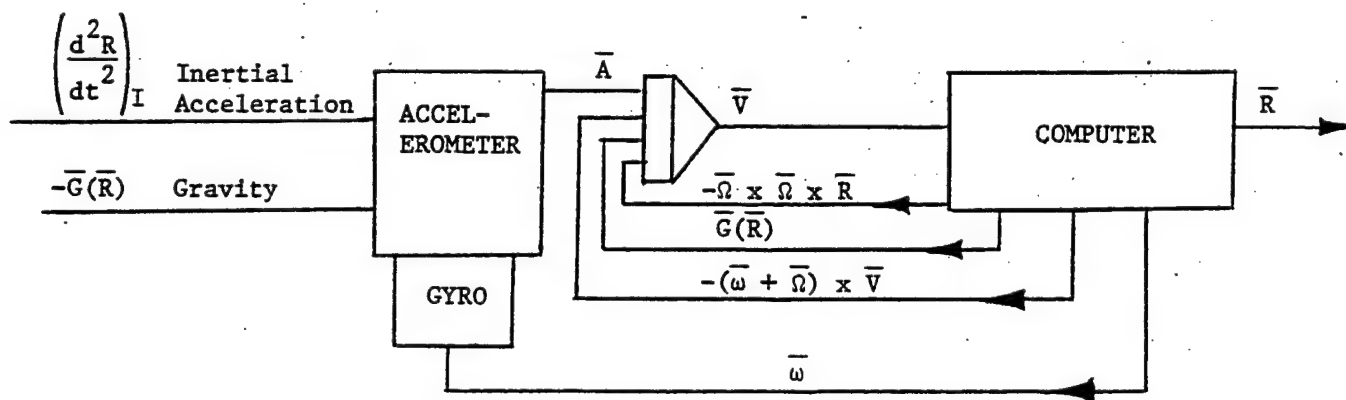 (d²R/dt²)I Inertial Acceleration
-G̅(R̅) Gravity
ACCEL-
EROMETER
GYRO
A̅
V̅
COMPUTER
R̅
-Ω̅ x Ω̅ x R̅
G̅(R̅)
-(ω̅ + Ω̅) x V̅
ω̅